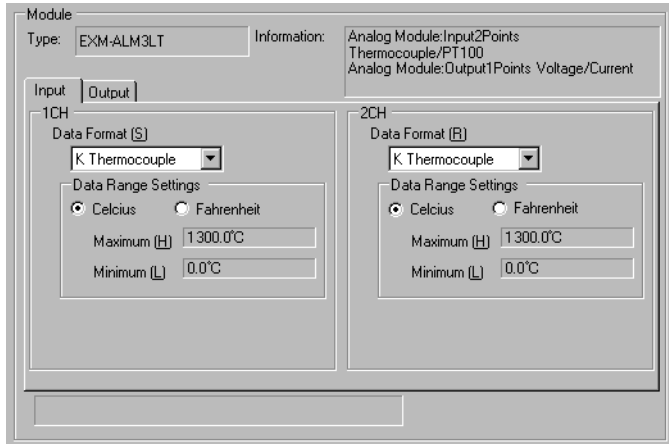 Module
Type: EXM-ALM3LT Information: Analog Module:Input2Points
Thermocouple/PT100
Analog Module:Output1Points Voltage/Current
Input Output
1CH
Data Format (S)
K Thermocouple
Data Range Settings
Celcius Fahrenheit
Maximum (H) 1300.0°C
Minimum (L) 0.0°C
2CH
Data Format (R)
K Thermocouple
Data Range Settings
Celcius Fahrenheit
Maximum (H) 1300.0°C
Minimum (L) 0.0°C